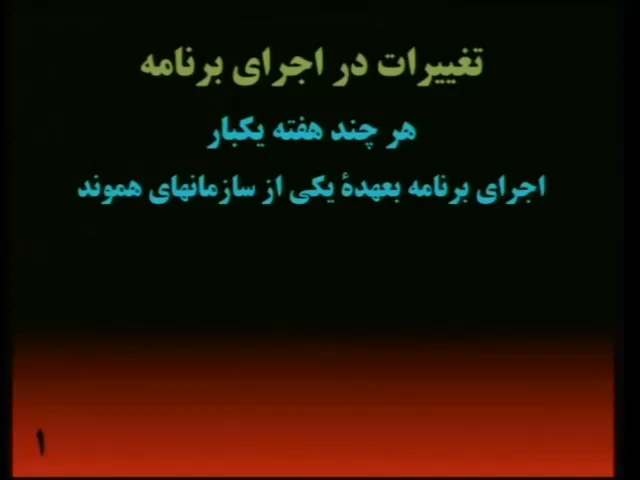 تغییرات در اجرای برنامه
هر چند هفته یکبار
اجرای برنامه بعهدهٔ یکی از سازمانهای هموند
۱